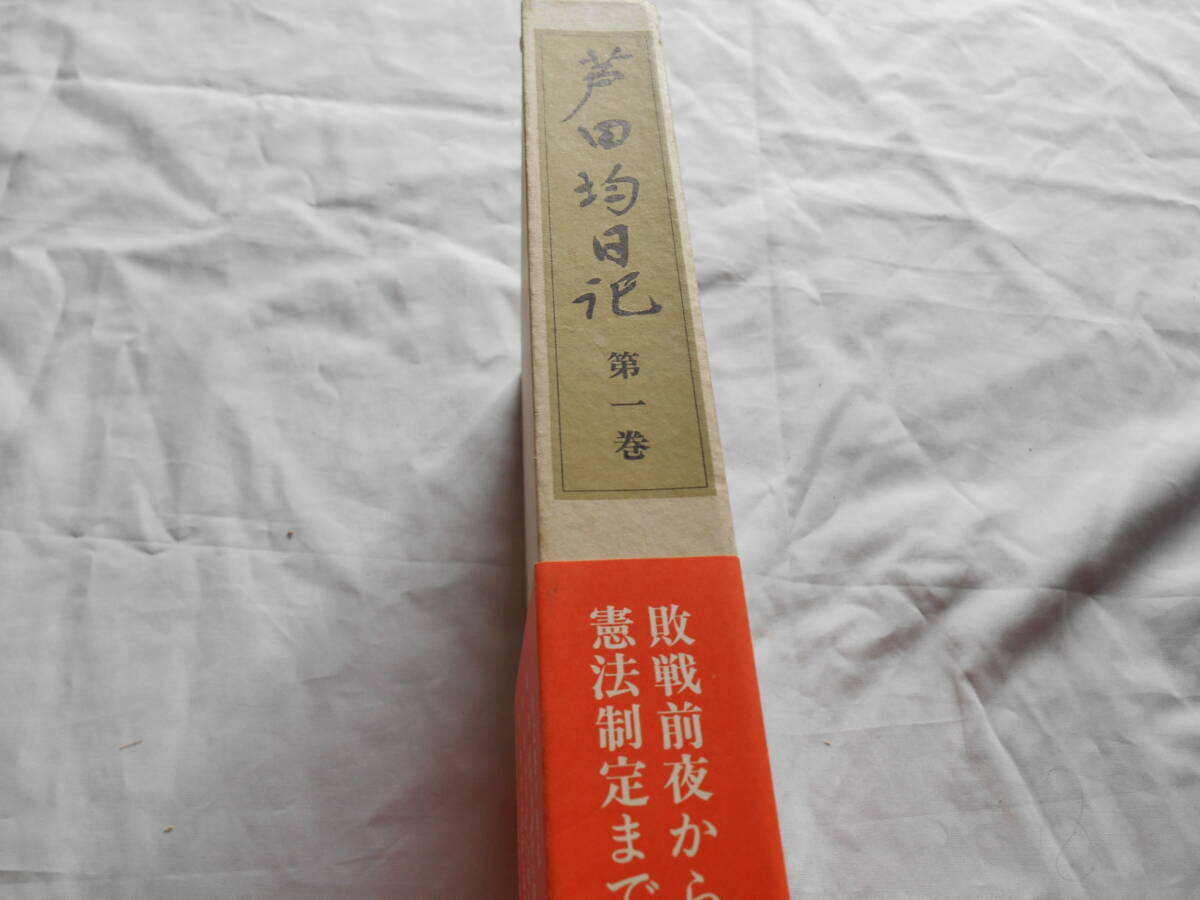 芦田均日記
第一巻
敗戦前夜から
憲法制定まで